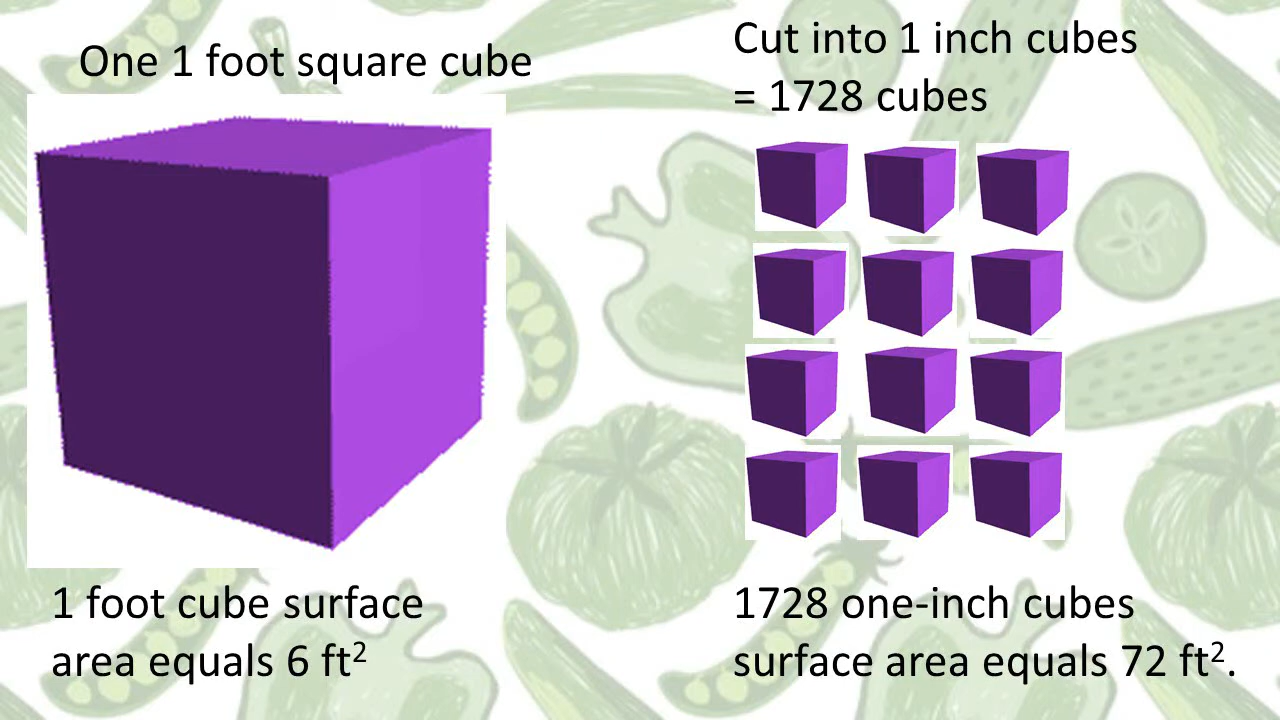 One 1 foot square cube
Cut into 1 inch cubes
= 1728 cubes
1 foot cube surface
area equals 6 ft²
1728 one-inch cubes
surface area equals 72 ft².